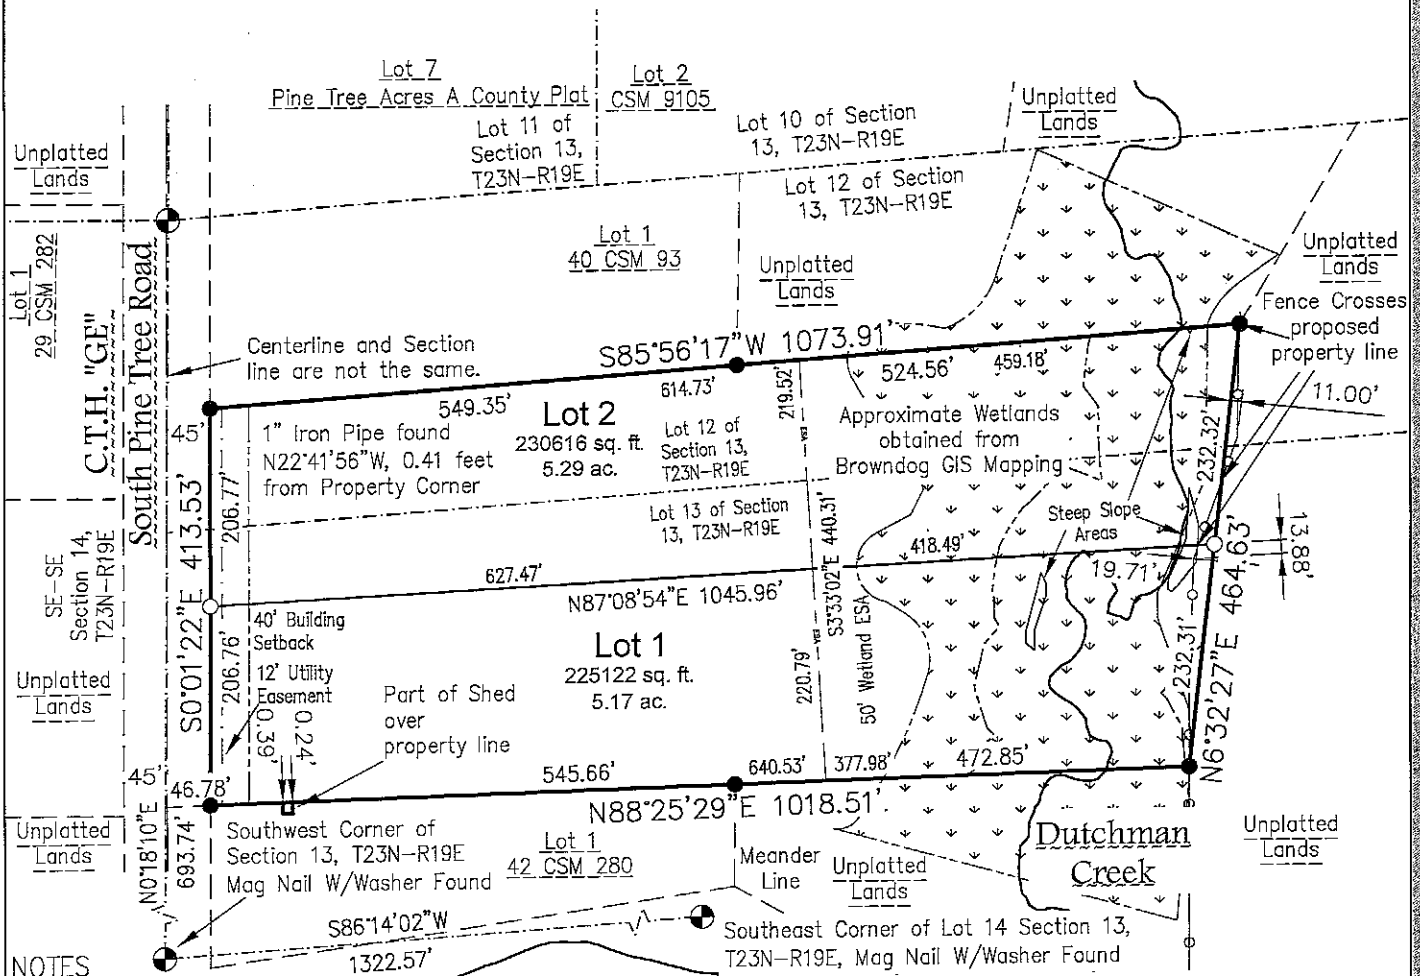 Lot 7
Pine Tree Acres A County Plat
Lot 2
CSM 9105
Lot 11 of
Section 13,
T23N-R19E
Lot 10 of Section
13, T23N-R19E
Unplatted
Lands
Unplatted
Lands
Lot 12 of Section
13, T23N-R19E
Lot 1
29 CSM 282
C.T.H. "GE"
South Pine Tree Road
Lot 1
40 CSM 93
Unplatted
Lands
Unplatted
Lands
Fence Crosses
proposed
property line
Centerline and Section
line are not the same.
S85°56'17"W 1073.91'
549.35'
614.73'
524.56'
459.18'
219.52'
11.00'
45'
1" Iron Pipe found
N22°41'56"W, 0.41 feet
from Property Corner
Lot 2
230616 sq. ft.
5.29 ac.
Lot 12 of
Section 13,
T23N-R19E
Approximate Wetlands
obtained from
Browndog GIS Mapping
232.32'
S0°01'22"E 413.53'
206.77'
Lot 13 of Section
13, T23N-R19E
S3°33'02"E 440.31'
Steep Slope
Areas
418.49'
13.88'
19.71'
SE-SE
Section 14,
T23N-R19E
627.47'
N87°08'54"E 1045.96'
N6°32'27"E 464.63'
232.31'
206.76'
40' Building
Setback
12' Utility
Easement
Lot 1
225122 sq. ft.
5.17 ac.
220.79'
50' Wetland ESA
Unplatted
Lands
0.39'
0.24'
Part of Shed
over
property line
45'
46.78'
545.66'
640.53'
377.98'
472.85'
N88°25'29"E 1018.51'
N0°18'10"E
693.74'
Unplatted
Lands
Southwest Corner of
Section 13, T23N-R19E
Mag Nail W/Washer Found
Lot 1
42 CSM 280
Meander
Line
Unplatted
Lands
Dutchman
Creek
Unplatted
Lands
S86°14'02"W
1322.57'
Southeast Corner of Lot 14 Section 13,
T23N-R19E, Mag Nail W/Washer Found
NOTES